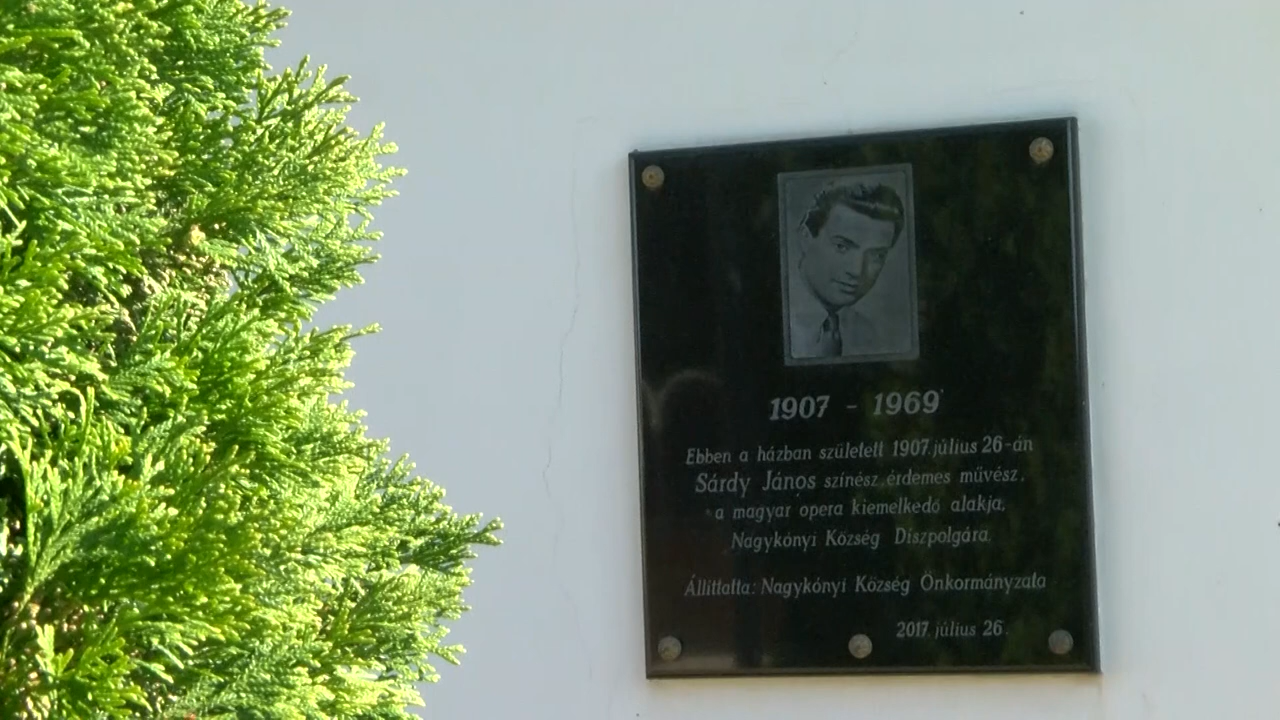 1907 - 1969
Ebben a házban született 1907. július 26-án
Sárdy János színész, érdemes művész,
a magyar opera kiemelkedő alakja,
Nagykónyi Község Díszpolgára.
Állíttatta: Nagykónyi Község Önkormányzata
2017. július 26.